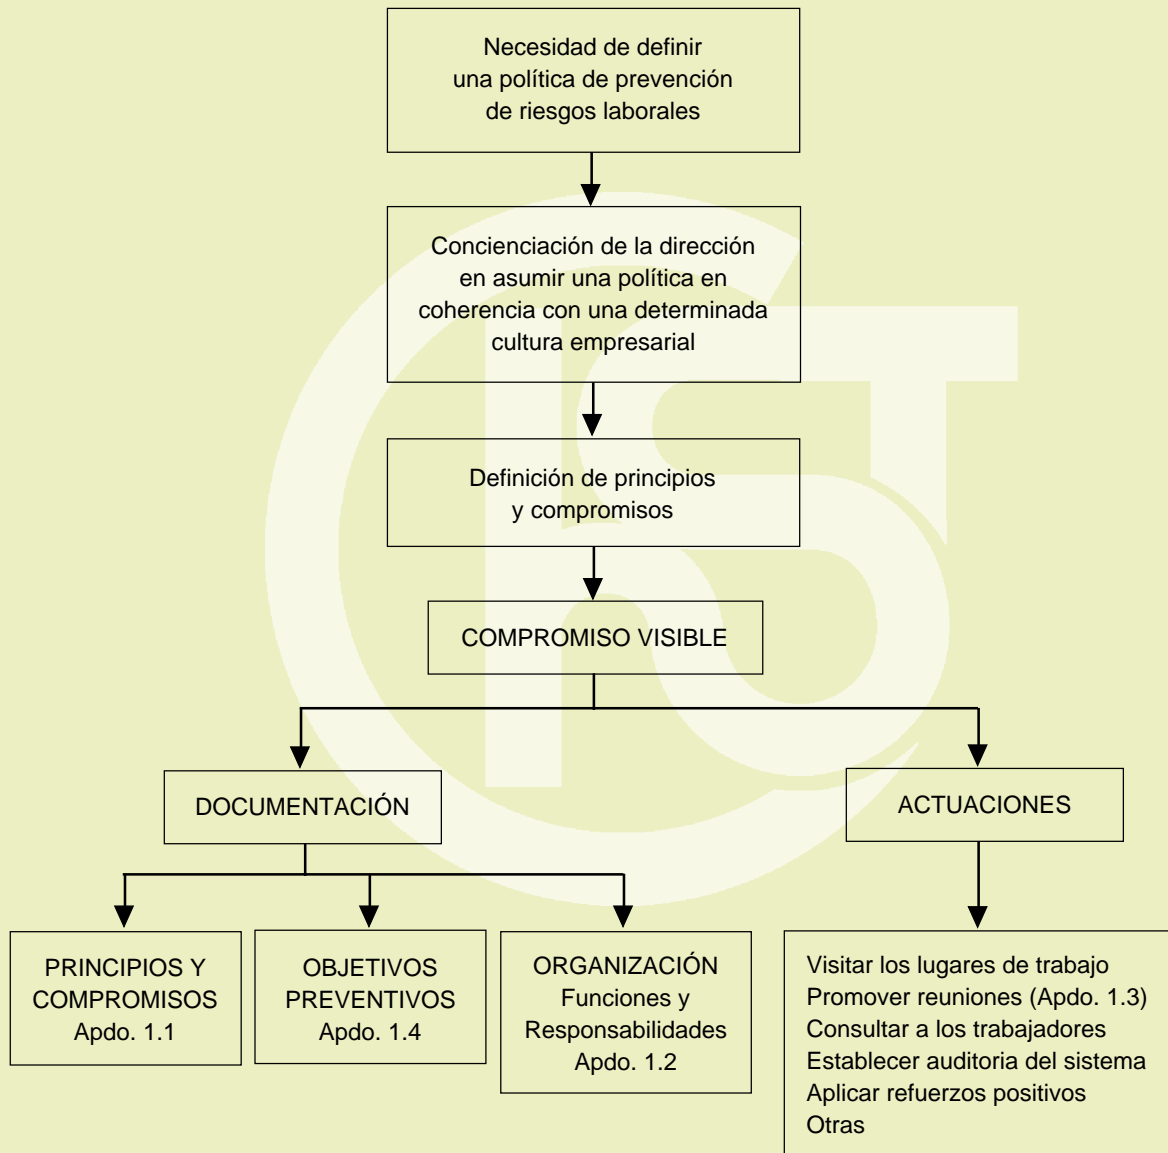 Necesidad de definir
una política de prevención
de riesgos laborales
Concienciación de la dirección
en asumir una política en
coherencia con una determinada
cultura empresarial
Definición de principios
y compromisos
COMPROMISO VISIBLE
DOCUMENTACIÓN
ACTUACIONES
PRINCIPIOS Y
COMPROMISOS
Apdo. 1.1
OBJETIVOS
PREVENTIVOS
Apdo. 1.4
ORGANIZACIÓN
Funciones y
Responsabilidades
Apdo. 1.2
Visitar los lugares de trabajo
Promover reuniones (Apdo. 1.3)
Consultar a los trabajadores
Establecer auditoria del sistema
Aplicar refuerzos positivos
Otras